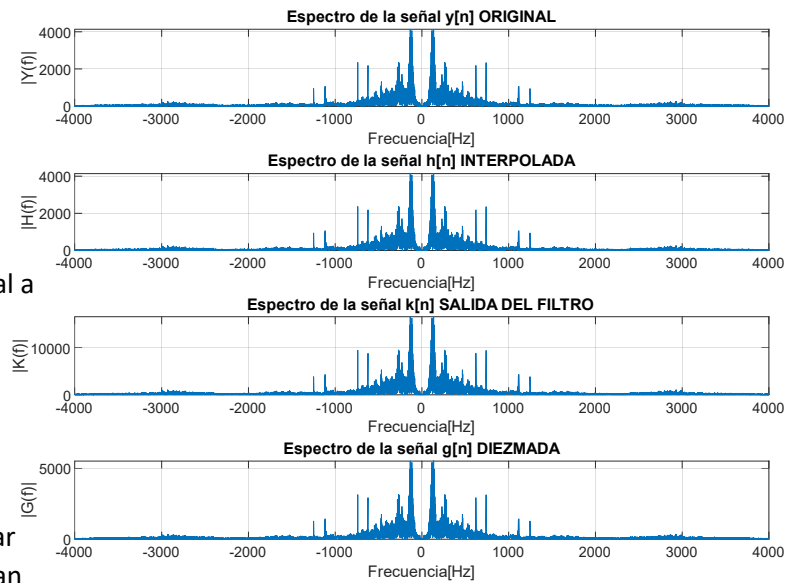 Espectro de la señal y[n] ORIGINAL
4000
2000
0
|Y(f)|
-4000 -3000 -2000 -1000 0 1000 2000 3000 4000
Frecuencia[Hz]
Espectro de la señal h[n] INTERPOLADA
4000
2000
0
|H(f)|
-4000 -3000 -2000 -1000 0 1000 2000 3000 4000
Frecuencia[Hz]
al a
Espectro de la señal k[n] SALIDA DEL FILTRO
10000
0
|K(f)|
-4000 -3000 -2000 -1000 0 1000 2000 3000 4000
Frecuencia[Hz]
Espectro de la señal g[n] DIEZMADA
5000
0
|G(f)|
ar
-4000 -3000 -2000 -1000 0 1000 2000 3000 4000
an
Frecuencia[Hz]